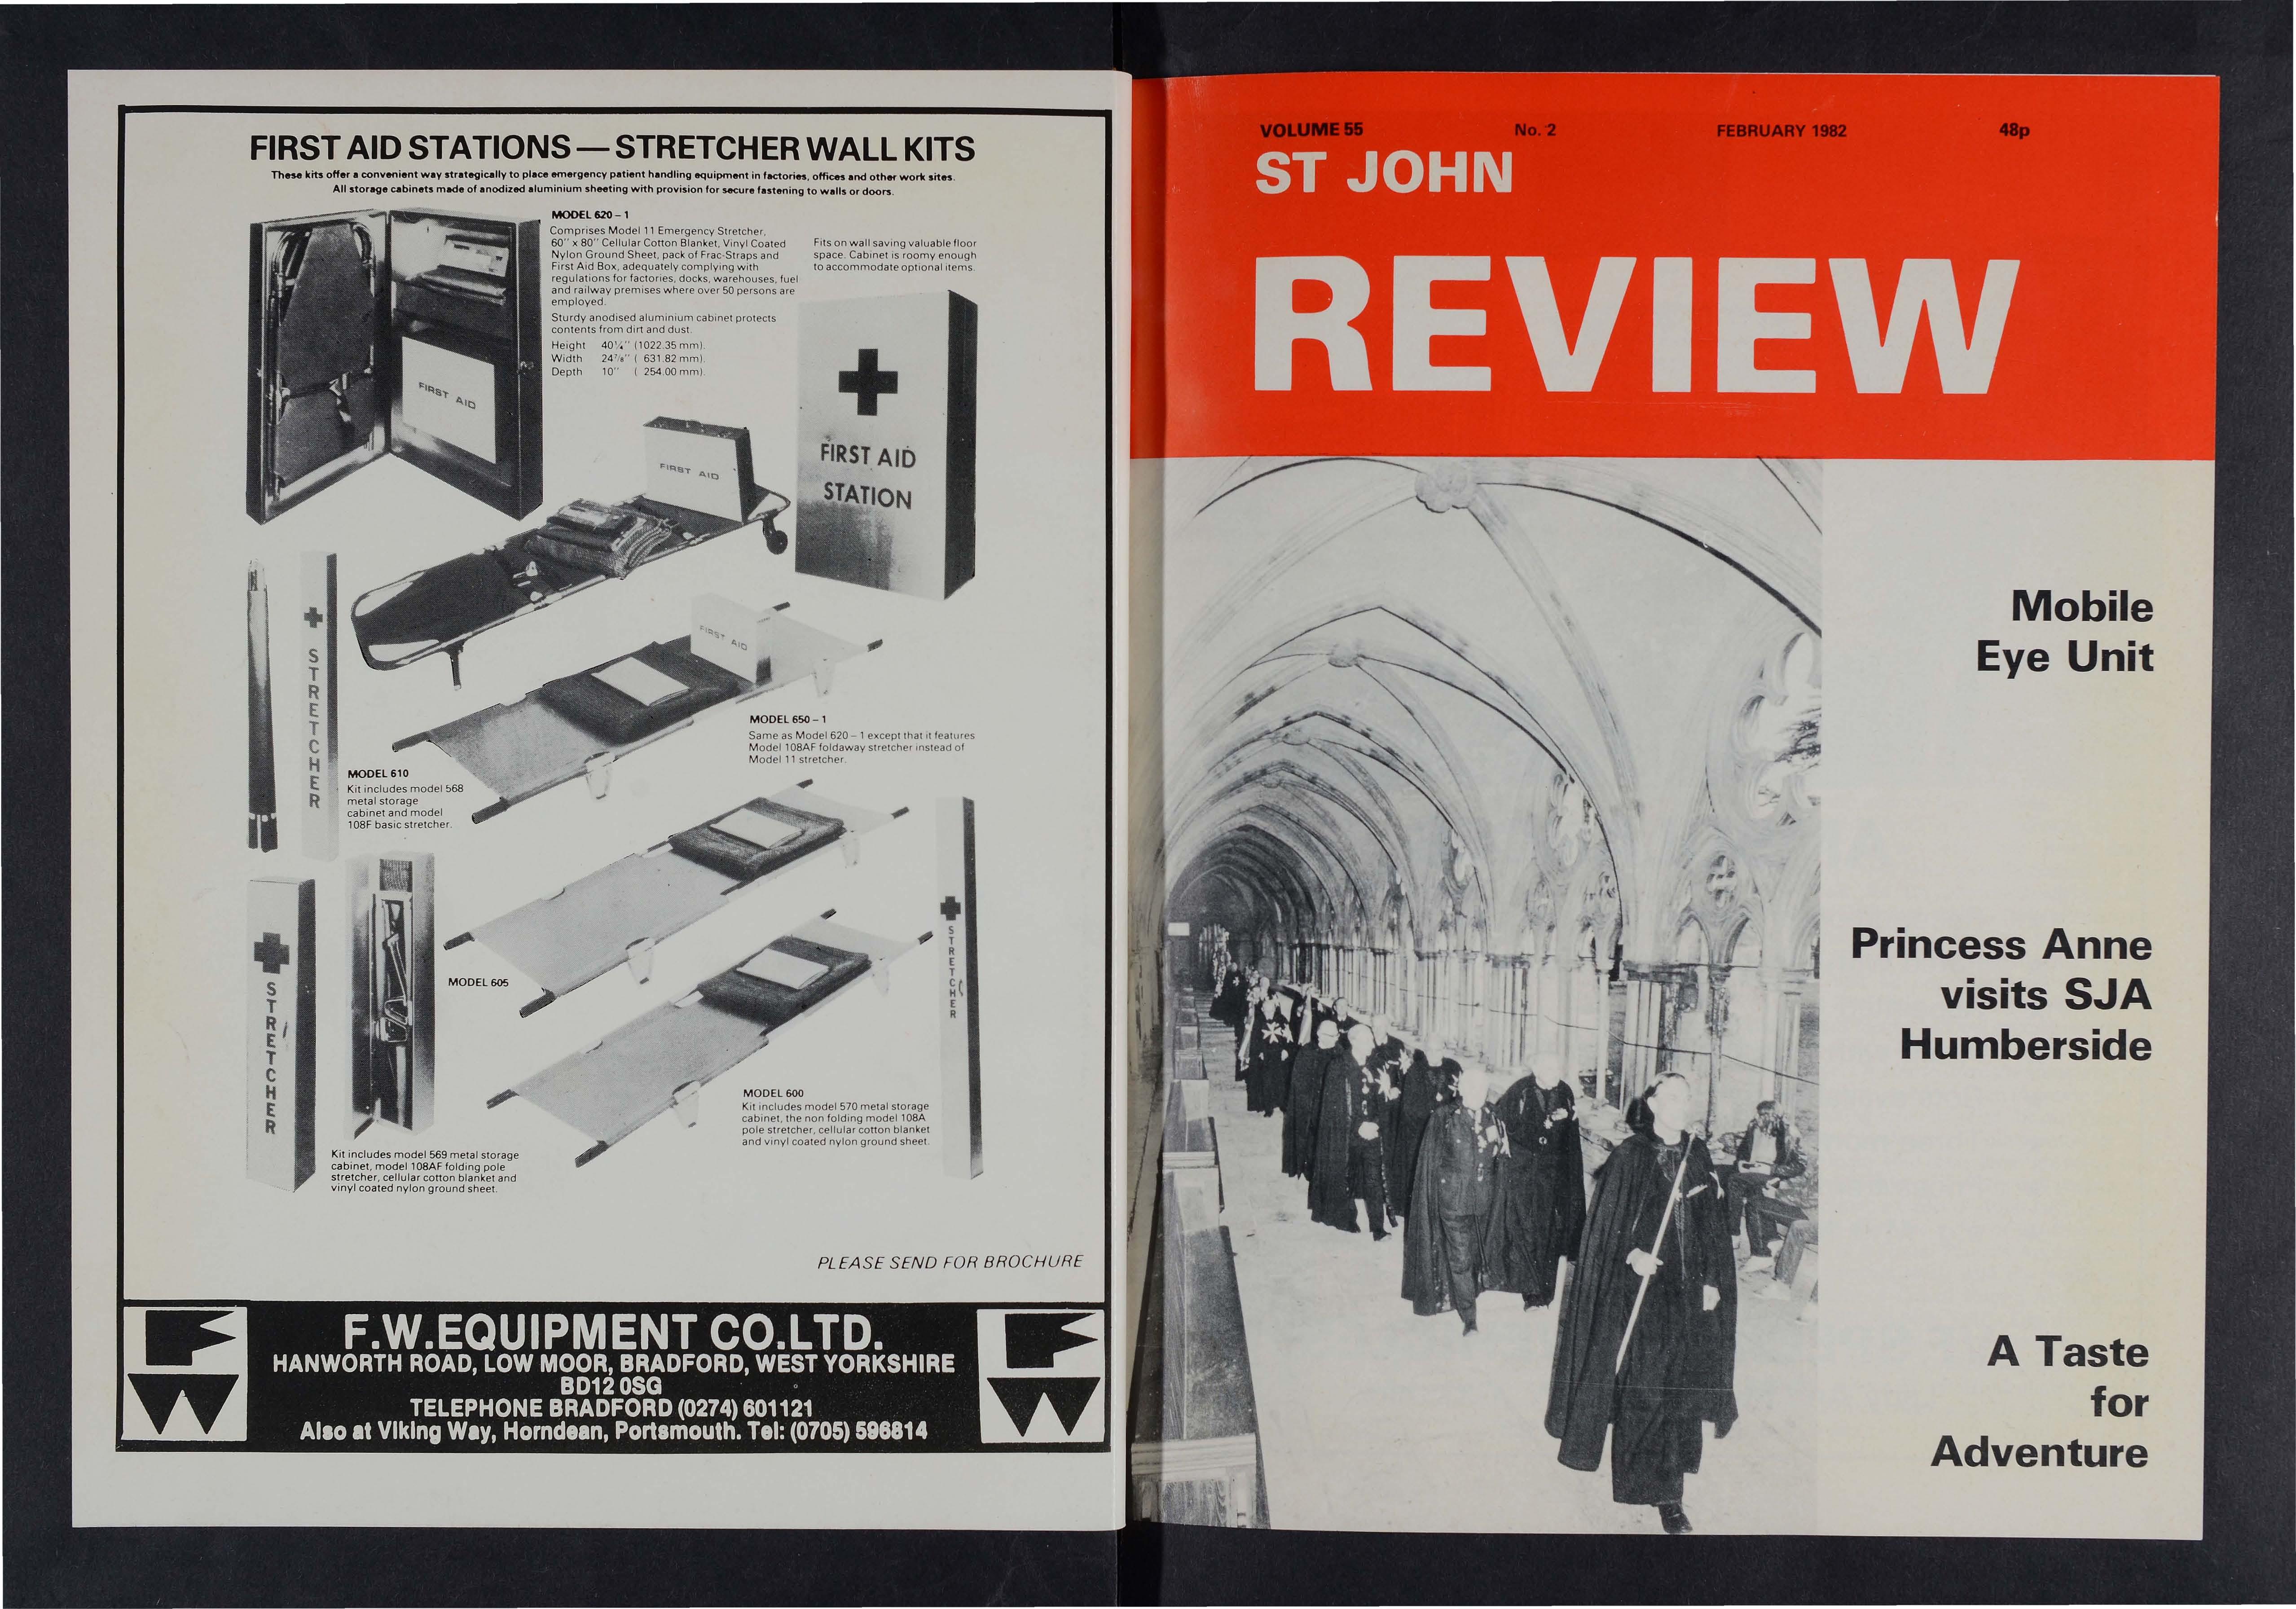 FIRST AID STATIONS — STRETCHER WALL KITS
These kits offer a convenient way strategically to place emergency patient handling equipment in factories, offices and other work sites.
All storage cabinets made of anodized aluminium sheeting with provision for secure fastening to walls or doors.
MODEL 620 – 1
Comprises Model 11 Emergency Stretcher,
60" x 80" Cellular Cotton Blanket, Vinyl Coated
Nylon Ground Sheet, pack of Frac-Straps and
First Aid Box, adequately complying with
regulations for factories, docks, warehouses, fuel
and railway premises where over 50 persons are
employed.
Sturdy anodised aluminium cabinet protects
contents from dirt and dust.
Height 40¼" (1022.35 mm).
Width 24⅞" ( 631.82 mm).
Depth 10" ( 254.00 mm).
Fits on wall saving valuable floor
space. Cabinet is roomy enough
to accommodate optional items.
FIRST AID
FIRST AID
FIRST AID
STATION
FIRST AID
STRETCHER
MODEL 650 – 1
Same as Model 620 – 1 except that it features
Model 108AF foldaway stretcher instead of
Model 11 stretcher.
MODEL 610
Kit includes model 568
metal storage
cabinet and model
108F basic stretcher.
STRETCHER
STRETCHER
MODEL 605
Kit includes model 569 metal storage
cabinet, model 108AF folding pole
stretcher, cellular cotton blanket and
vinyl coated nylon ground sheet.
MODEL 600
Kit includes model 570 metal storage
cabinet, the non folding model 108A
pole stretcher, cellular cotton blanket
and vinyl coated nylon ground sheet.
PLEASE SEND FOR BROCHURE
FW
F.W.EQUIPMENT CO.LTD.
HANWORTH ROAD, LOW MOOR, BRADFORD, WEST YORKSHIRE
BD12 0SG
TELEPHONE BRADFORD (0274) 601121
Also at Viking Way, Horndean, Portsmouth. Tel: (0705) 596814
FW
VOLUME 55 No. 2 FEBRUARY 1982 48p
ST JOHN
REVIEW
Mobile
Eye Unit
Princess Anne
visits SJA
Humberside
A Taste
for
Adventure